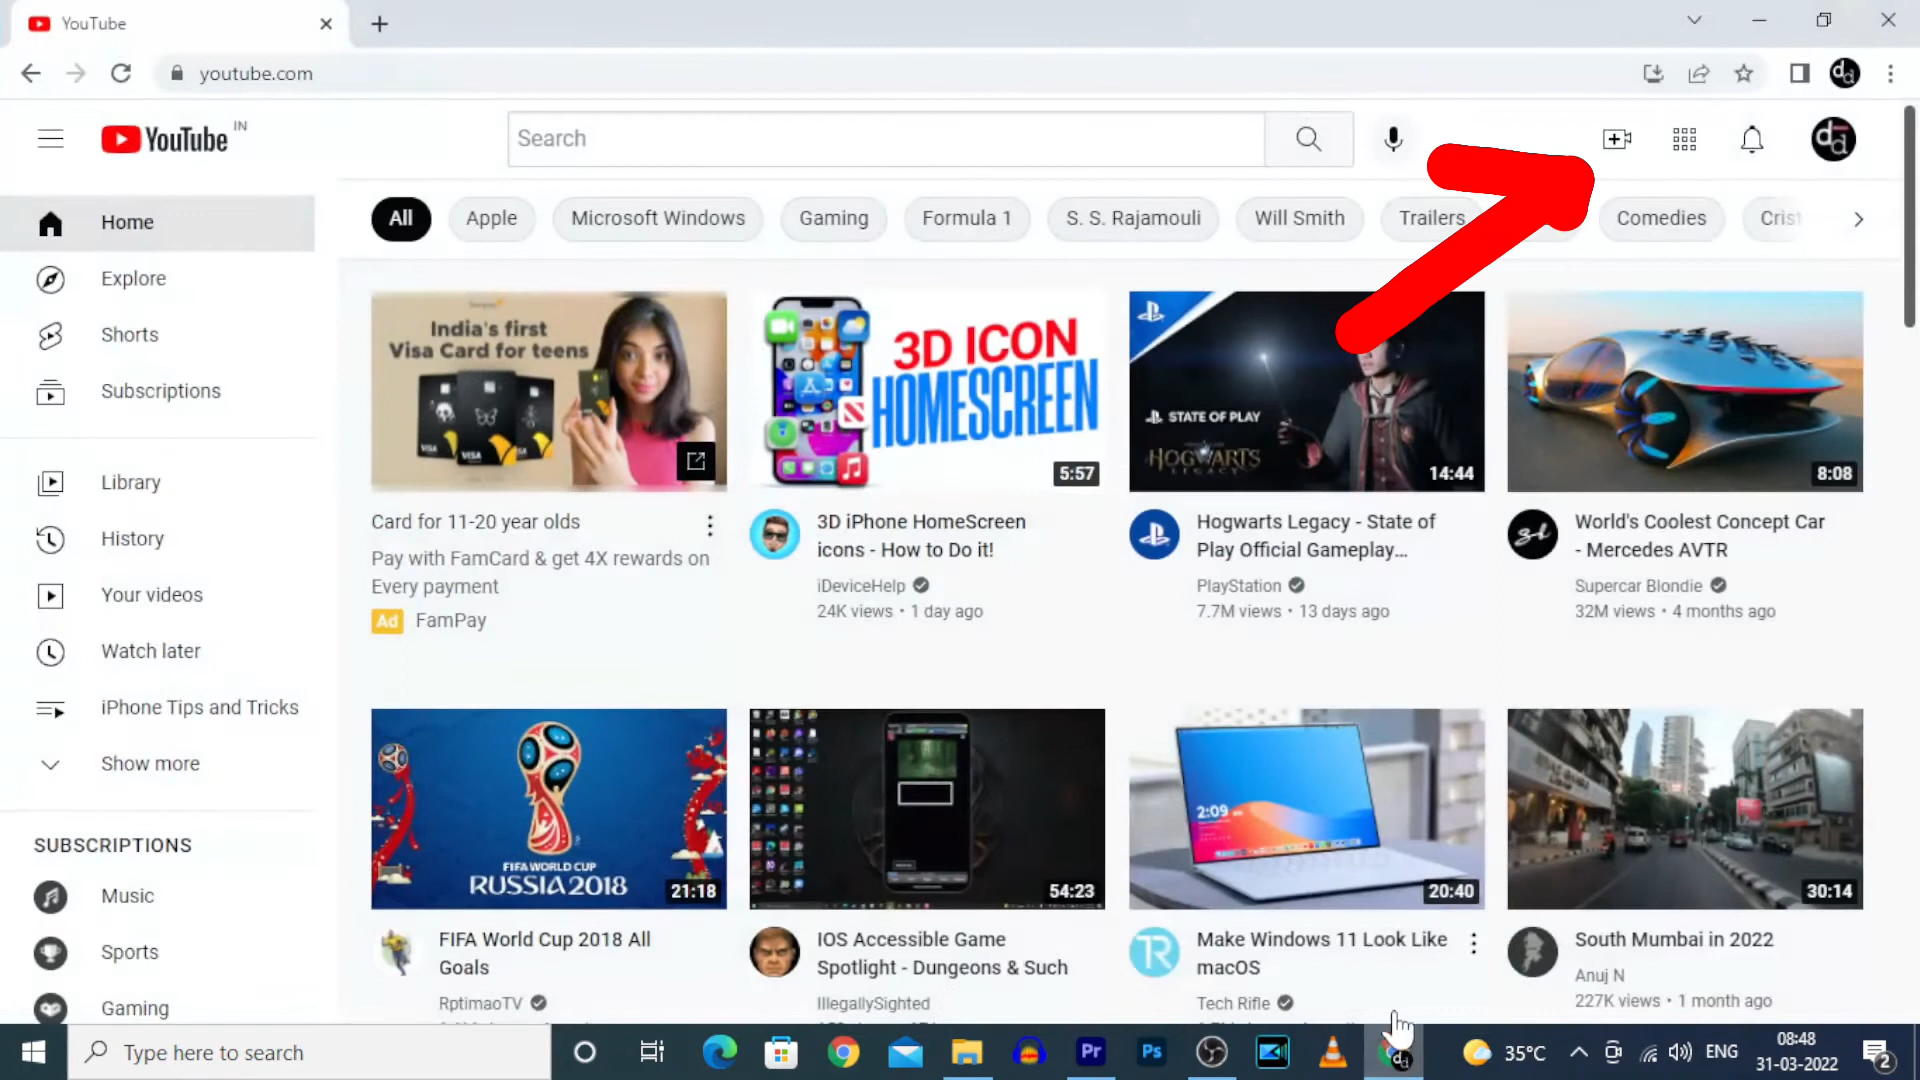 YouTube
youtube.com
YouTube IN
Search
All
Apple
Microsoft Windows
Gaming
Formula 1
S. S. Rajamouli
Will Smith
Trailers
Comedies
Home
Explore
Shorts
Subscriptions
Library
History
Your videos
Watch later
iPhone Tips and Tricks
Show more
SUBSCRIPTIONS
Music
Sports
Gaming
India's first
Visa Card for teens
VISA
VISA
VISA
Card for 11-20 year olds
Pay with FamCard & get 4X rewards on
Every payment
Ad FamPay
3D ICON
HOMESCREEN
5:57
3D iPhone HomeScreen
icons - How to Do it!
iDeviceHelp
24K views • 1 day ago
STATE OF PLAY
HOGWARTS
LEGACY
14:44
Hogwarts Legacy - State of
Play Official Gameplay...
PlayStation
7.7M views • 13 days ago
8:08
World's Coolest Concept Car
- Mercedes AVTR
Supercar Blondie
32M views • 4 months ago
FIFA WORLD CUP
RUSSIA 2018
21:18
FIFA World Cup 2018 All
Goals
RptimaoTV
54:23
IOS Accessible Game
Spotlight - Dungeons & Such
IllegallySighted
2:09
20:40
TR
Make Windows 11 Look Like
macOS
Tech Rifle
30:14
South Mumbai in 2022
Anuj N
227K views • 1 month ago
Type here to search
Pr
Ps
35°C
ENG
08:48
31-03-2022
2